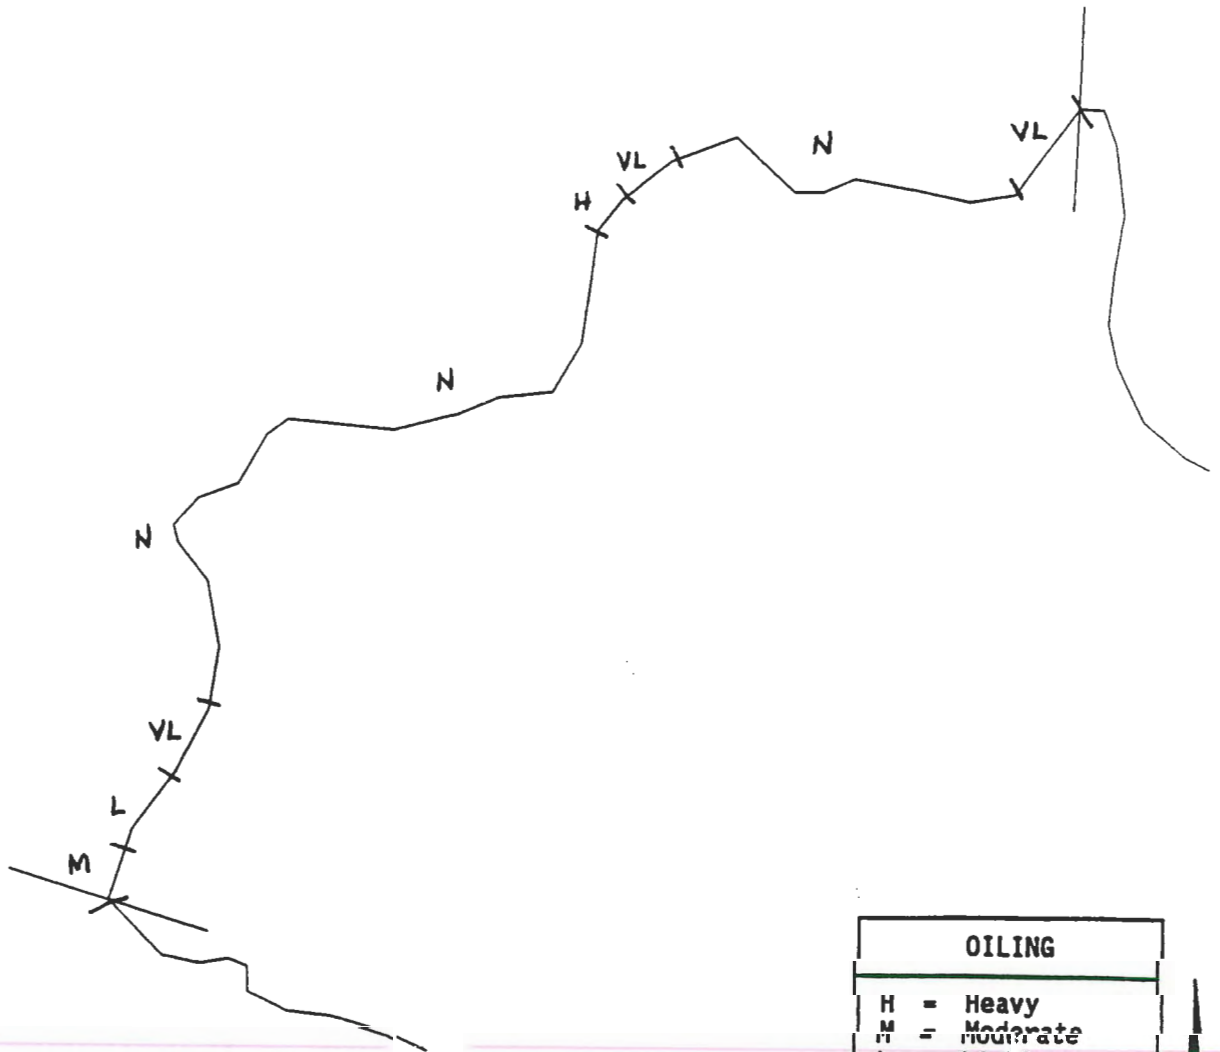 VL
N
VL
H
N
N
VL
L
M
OILING
H = Heavy
M = Moderate